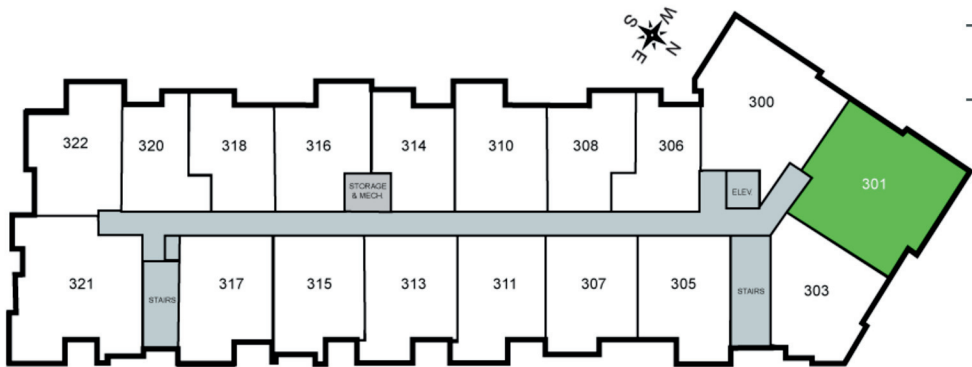 W
S
N
E
300
322
320
318
316
314
310
308
306
301
STORAGE
& MECH.
ELEV.
321
STAIRS
317
315
313
311
307
305
STAIRS
303